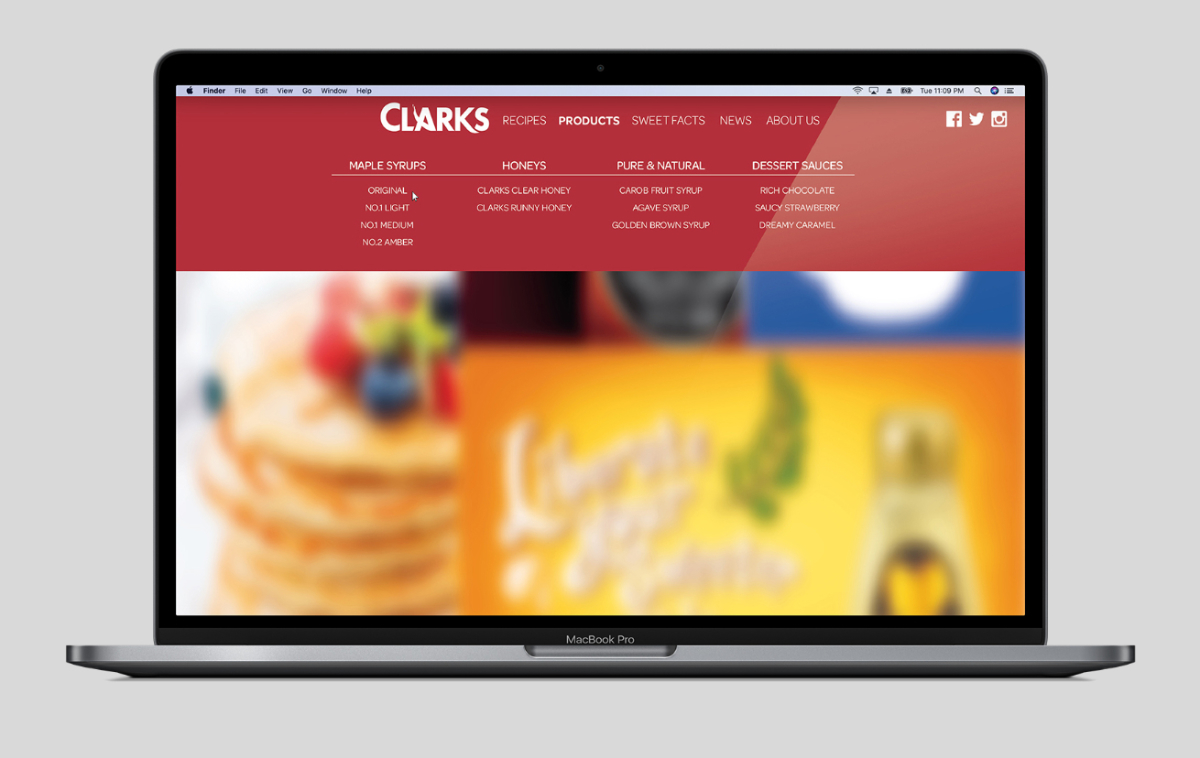 Finder File Edit View Go Window Help Tue 11:09 PM
CLARKS RECIPES PRODUCTS SWEET FACTS NEWS ABOUT US
MAPLE SYRUPS HONEYS PURE & NATURAL DESSERT SAUCES
ORIGINAL CLARKS CLEAR HONEY CAROB FRUIT SYRUP RICH CHOCOLATE
NO.1 LIGHT CLARKS RUNNY HONEY AGAVE SYRUP SAUCY STRAWBERRY
NO.1 MEDIUM GOLDEN BROWN SYRUP DREAMY CARAMEL
NO.2 AMBER
MacBook Pro